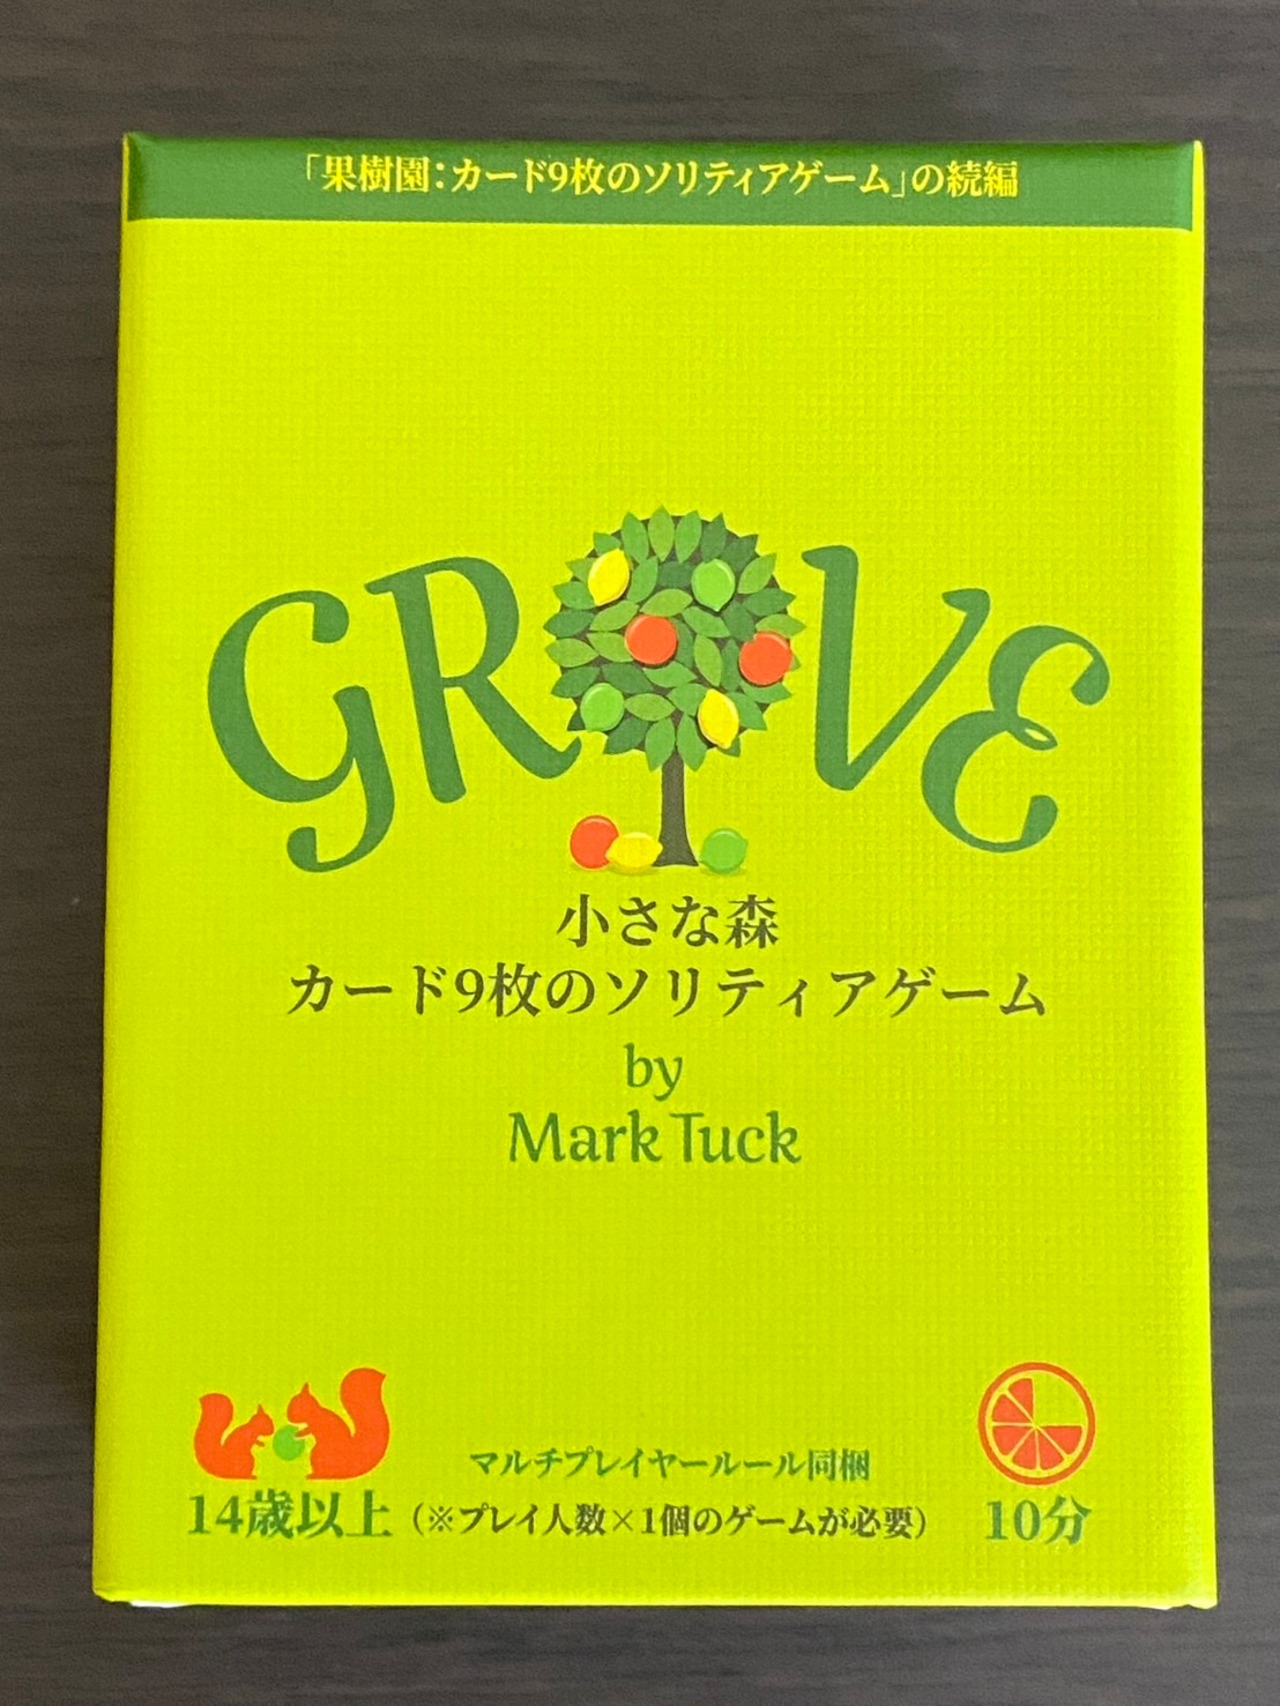 「果樹園：カード9枚のソリティアゲーム」の続編
GROVE
小さな森
カード9枚のソリティアゲーム
by
Mark Tuck
マルチプレイヤールール同梱
14歳以上 （※プレイ人数×1個のゲームが必要） 10分